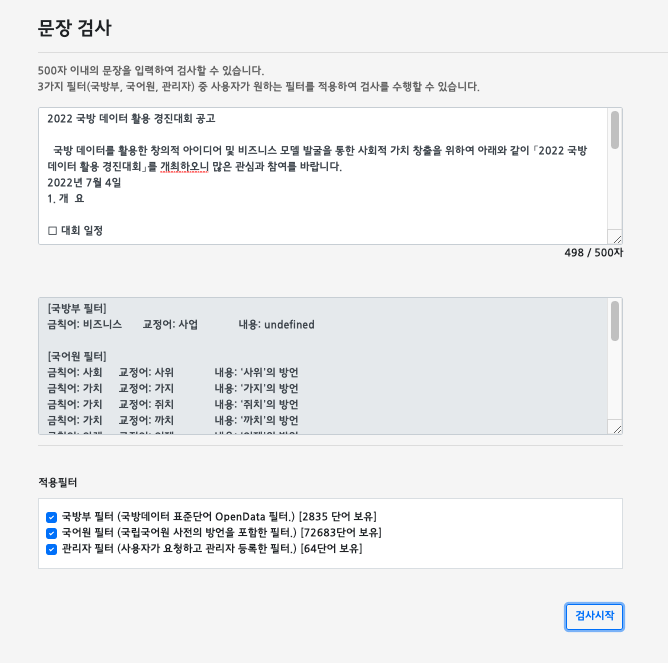 문장 검사
500자 이내의 문장을 입력하여 검사할 수 있습니다.
3가지 필터(국방부, 국어원, 관리자) 중 사용자가 원하는 필터를 적용하여 검사를 수행할 수 있습니다.
2022 국방 데이터 활용 경진대회 공고
국방 데이터를 활용한 창의적 아이디어 및 비즈니스 모델 발굴을 통한 사회적 가치 창출을 위하여 아래와 같이 「2022 국방
데이터 활용 경진대회」를 개최하오니 많은 관심과 참여를 바랍니다.
2022년 7월 4일
1. 개 요
□ 대회 일정
498 / 500자
[국방부 필터]
금칙어: 비즈니스 교정어: 사업 내용: undefined
[국어원 필터]
금칙어: 사회 교정어: 사위 내용: '사위'의 방언
금칙어: 가치 교정어: 가지 내용: '가지'의 방언
금칙어: 가치 교정어: 쥐치 내용: '쥐치'의 방언
금칙어: 가치 교정어: 까치 내용: '까치'의 방언
적용필터
국방부 필터 (국방데이터 표준단어 OpenData 필터.) [2835 단어 보유]
국어원 필터 (국립국어원 사전의 방언을 포함한 필터.) [72683단어 보유]
관리자 필터 (사용자가 요청하고 관리자 등록한 필터.) [64단어 보유]
검사시작